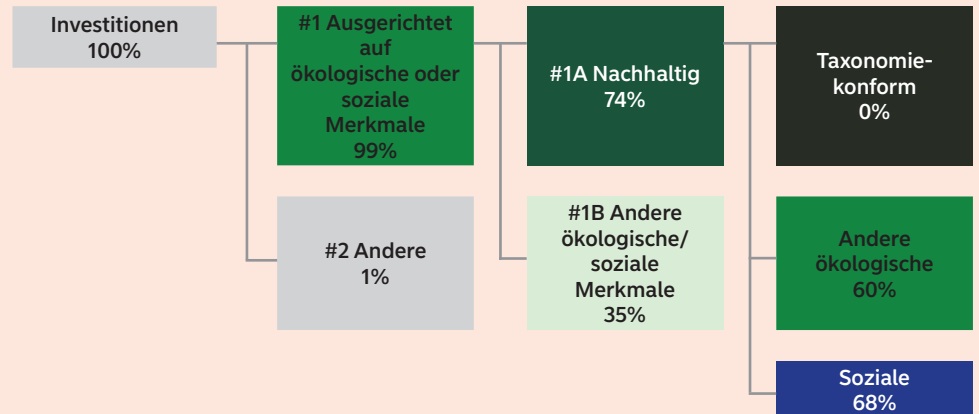 Investitionen
100%
#1 Ausgerichtet
auf
ökologische oder
soziale
Merkmale
99%
#2 Andere
1%
#1A Nachhaltig
74%
#1B Andere
ökologische/
soziale
Merkmale
35%
Taxonomie-
konform
0%
Andere
ökologische
60%
Soziale
68%